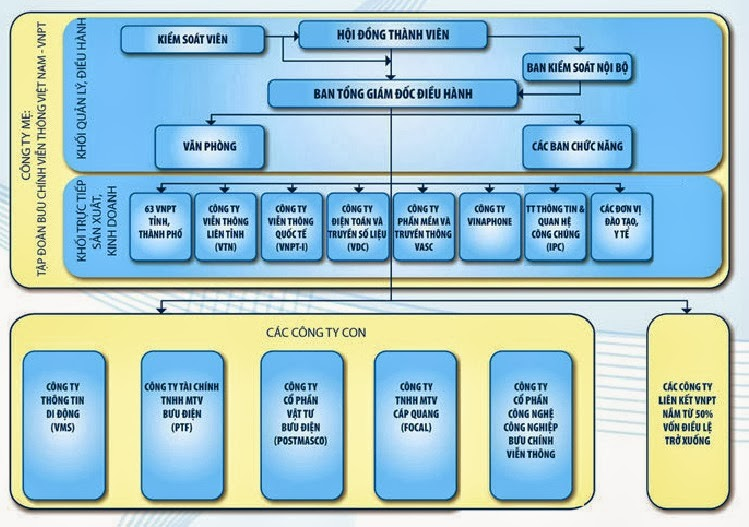 CÔNG TY MẸ:
TẬP ĐOÀN BƯU CHÍNH VIỄN THÔNG VIỆT NAM - VNPT
KHỐI QUẢN LÝ, ĐIỀU HÀNH
KIỂM SOÁT VIÊN
HỘI ĐỒNG THÀNH VIÊN
BAN KIỂM SOÁT NỘI BỘ
BAN TỔNG GIÁM ĐỐC ĐIỀU HÀNH
VĂN PHÒNG
CÁC BAN CHỨC NĂNG
KHỐI TRỰC TIẾP
SẢN XUẤT,
KINH DOANH
63 VNPT
TỈNH,
THÀNH PHỐ
CÔNG TY
VIỄN THÔNG
LIÊN TỈNH
(VTN)
CÔNG TY
VIỄN THÔNG
QUỐC TẾ
(VNPT-I)
CÔNG TY
ĐIỆN TOÁN VÀ
TRUYỀN SỐ LIỆU
(VDC)
CÔNG TY
PHẦN MỀM VÀ
TRUYỀN THÔNG
VASC
CÔNG TY
VINAPHONE
TT THÔNG TIN &
QUAN HỆ
CÔNG CHÚNG
(IPC)
CÁC ĐƠN VỊ
ĐÀO TẠO,
Y TẾ
CÁC CÔNG TY CON
CÔNG TY
THÔNG TIN
DI ĐỘNG
(VMS)
CÔNG TY TÀI CHÍNH
TNHH MTV
BƯU ĐIỆN
(PTF)
CÔNG TY
CỔ PHẦN
VẬT TƯ
BƯU ĐIỆN
(POSTMASCO)
CÔNG TY
TNHH MTV
CÁP QUANG
(FOCAL)
CÔNG TY
CỔ PHẦN
CÔNG NGHỆ
CÔNG NGHIỆP
BƯU CHÍNH
VIỄN THÔNG
CÁC CÔNG TY
LIÊN KẾT VNPT
NẮM TỪ 50%
VỐN ĐIỀU LỆ
TRỞ XUỐNG